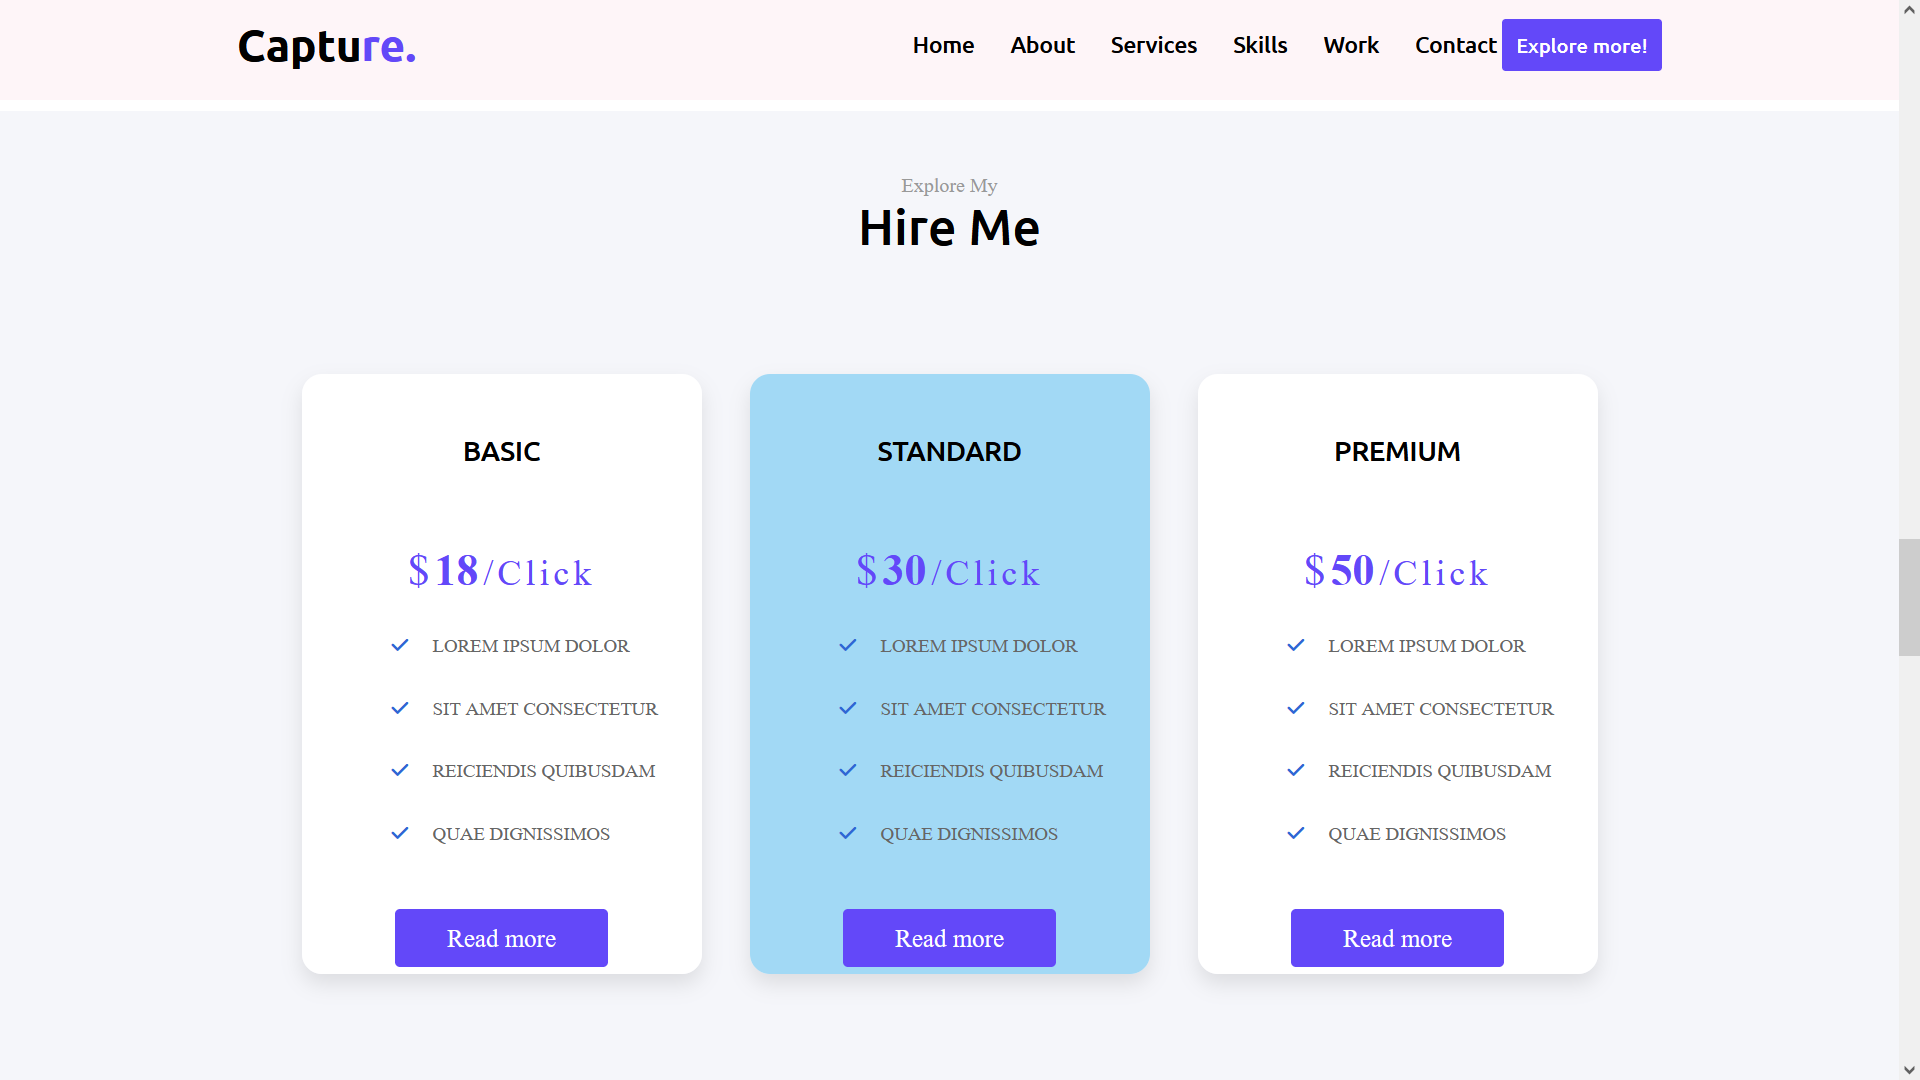 Capture.
Home About Services Skills Work Contact Explore more!
Explore My
Hire Me
BASIC
$18/Click
LOREM IPSUM DOLOR
SIT AMET CONSECTETUR
REICIENDIS QUIBUSDAM
QUAE DIGNISSIMOS
Read more
STANDARD
$30/Click
LOREM IPSUM DOLOR
SIT AMET CONSECTETUR
REICIENDIS QUIBUSDAM
QUAE DIGNISSIMOS
Read more
PREMIUM
$50/Click
LOREM IPSUM DOLOR
SIT AMET CONSECTETUR
REICIENDIS QUIBUSDAM
QUAE DIGNISSIMOS
Read more